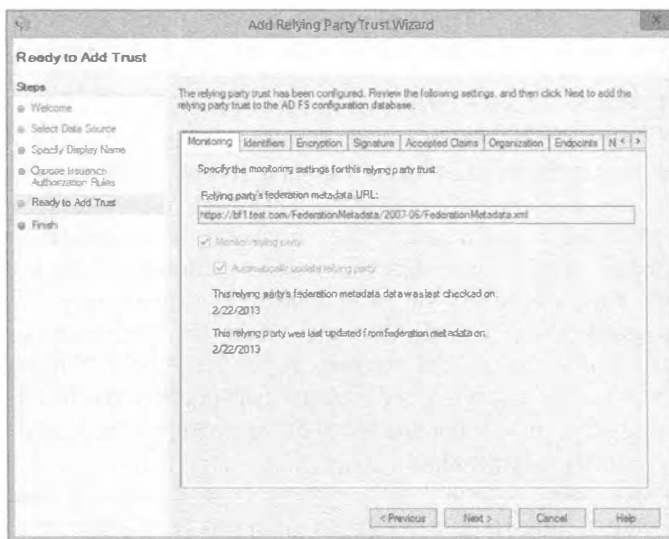 Add Relying Party Trust Wizard
Ready to Add Trust
Steps
Welcome
Select Data Source
Specify Display Name
Choose Issuance
Authorization Rules
Ready to Add Trust
Finish
The relying party trust has been configured. Review the following settings, and then click Next to add the
relying party trust to the AD FS configuration database.
Monitoring Identifiers Encryption Signature Accepted Claims Organization Endpoints N < >
Specify the monitoring settings for this relying party trust.
Relying party's federation metadata URL:
https://bf1.test.com/FederationMetadata/2007-06/FederationMetadata.xml
Monitor relying party
Automatically update relying party
This relying party's federation metadata data was last checked on:
2/22/2013
This relying party was last updated from federation metadata on:
2/22/2013
< Previous Next > Cancel Help